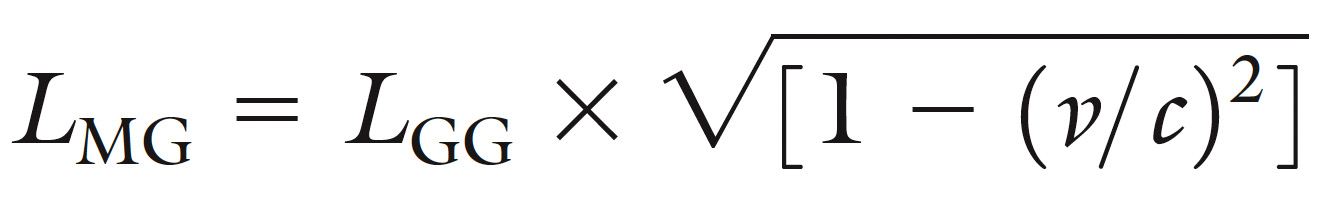 L_MG = L_GG × √[1 − (v/c)²]